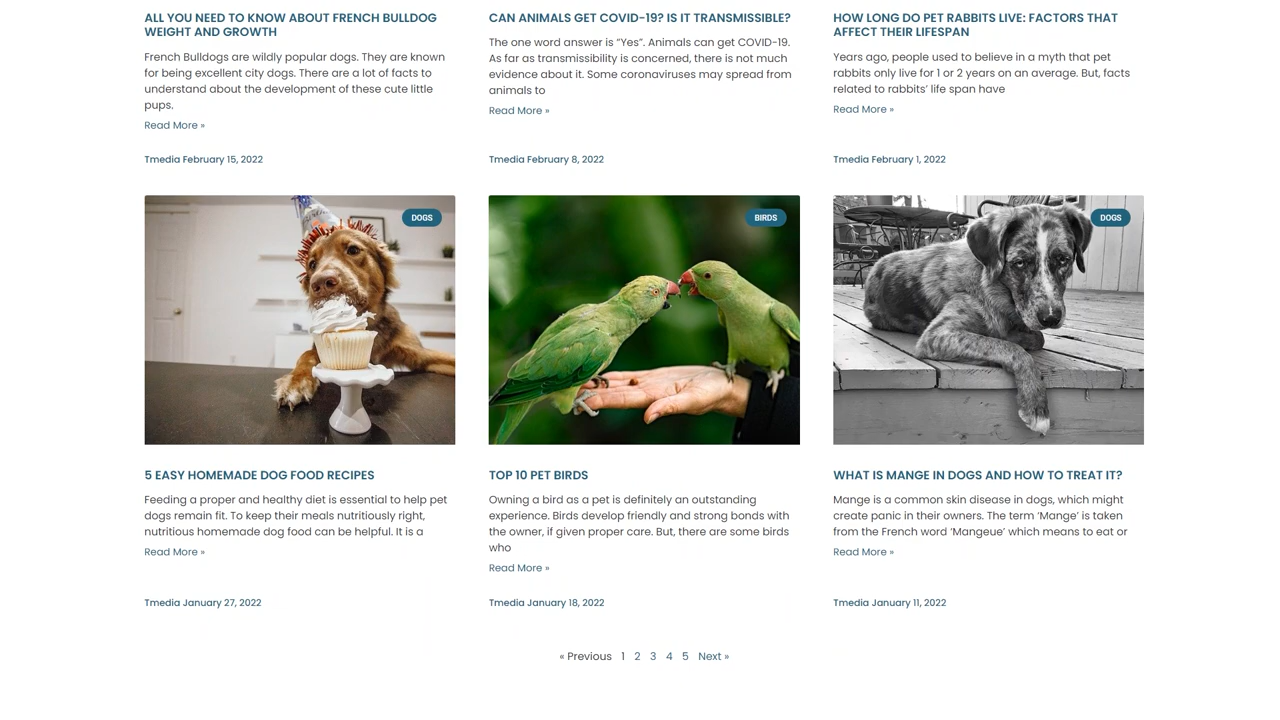 ALL YOU NEED TO KNOW ABOUT FRENCH BULLDOG
WEIGHT AND GROWTH
French Bulldogs are wildly popular dogs. They are known
for being excellent city dogs. There are a lot of facts to
understand about the development of these cute little
pups.
Read More »
Tmedia February 15, 2022
CAN ANIMALS GET COVID-19? IS IT TRANSMISSIBLE?
The one word answer is “Yes”. Animals can get COVID-19.
As far as transmissibility is concerned, there is not much
evidence about it. Some coronaviruses may spread from
animals to
Read More »
Tmedia February 8, 2022
HOW LONG DO PET RABBITS LIVE: FACTORS THAT
AFFECT THEIR LIFESPAN
Years ago, people used to believe in a myth that pet
rabbits only live for 1 or 2 years on an average. But, facts
related to rabbits’ life span have
Read More »
Tmedia February 1, 2022
DOGS
5 EASY HOMEMADE DOG FOOD RECIPES
Feeding a proper and healthy diet is essential to help pet
dogs remain fit. To keep their meals nutritiously right,
nutritious homemade dog food can be helpful. It is a
Read More »
Tmedia January 27, 2022
BIRDS
TOP 10 PET BIRDS
Owning a bird as a pet is definitely an outstanding
experience. Birds develop friendly and strong bonds with
the owner, if given proper care. But, there are some birds
who
Read More »
Tmedia January 18, 2022
DOGS
WHAT IS MANGE IN DOGS AND HOW TO TREAT IT?
Mange is a common skin disease in dogs, which might
create panic in their owners. The term ‘Mange’ is taken
from the French word ‘Mangeue’ which means to eat or
Read More »
Tmedia January 11, 2022
« Previous 1 2 3 4 5 Next »